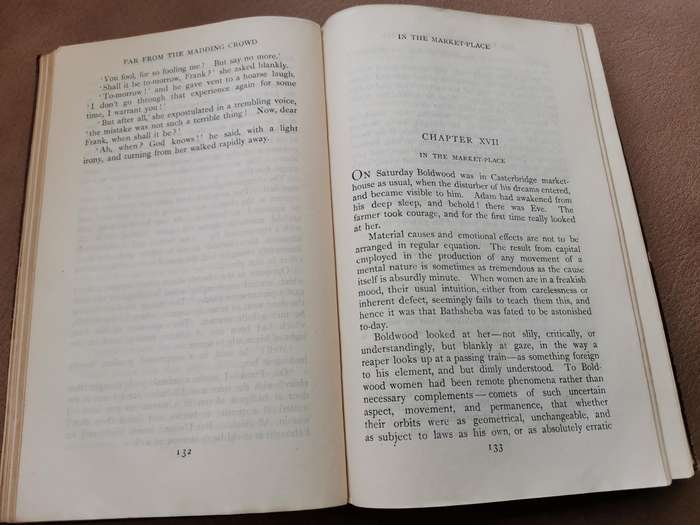 FAR FROM THE MADDING CROWD
'You fool, for so fooling me? But say no more.'
'Shall it be to-morrow, Frank?' she asked blankly.
'To-morrow!' and he gave vent to a hoarse laugh,
'I don't go through that experience again for some
time, I warrant you!'
'But after all,' she expostulated in a trembling voice,
'the mistake was not such a terrible thing! Now, dear
Frank, when shall it be?'
'Ah, when? God knows!' he said, with a light
irony, and turning from her walked rapidly away.
132
IN THE MARKET-PLACE
CHAPTER XVII
IN THE MARKET-PLACE
ON Saturday Boldwood was in Casterbridge market-
house as usual, when the disturber of his dreams entered,
and became visible to him. Adam had awakened from
his deep sleep, and behold! there was Eve. The
farmer took courage, and for the first time really looked
at her.
Material causes and emotional effects are not to be
arranged in regular equation. The result from capital
employed in the production of any movement of a
mental nature is sometimes as tremendous as the cause
itself is absurdly minute. When women are in a freakish
mood, their usual intuition, either from carelessness or
inherent defect, seemingly fails to teach them this, and
hence it was that Bathsheba was fated to be astonished
to-day.
Boldwood looked at her—not slily, critically, or
understandingly, but blankly at gaze, in the way a
reaper looks up at a passing train—as something foreign
to his element, and but dimly understood. To Bold-
wood women had been remote phenomena rather than
necessary complements—comets of such uncertain
aspect, movement, and permanence, that whether
their orbits were as geometrical, unchangeable, and
as subject to laws as his own, or as absolutely erratic
133